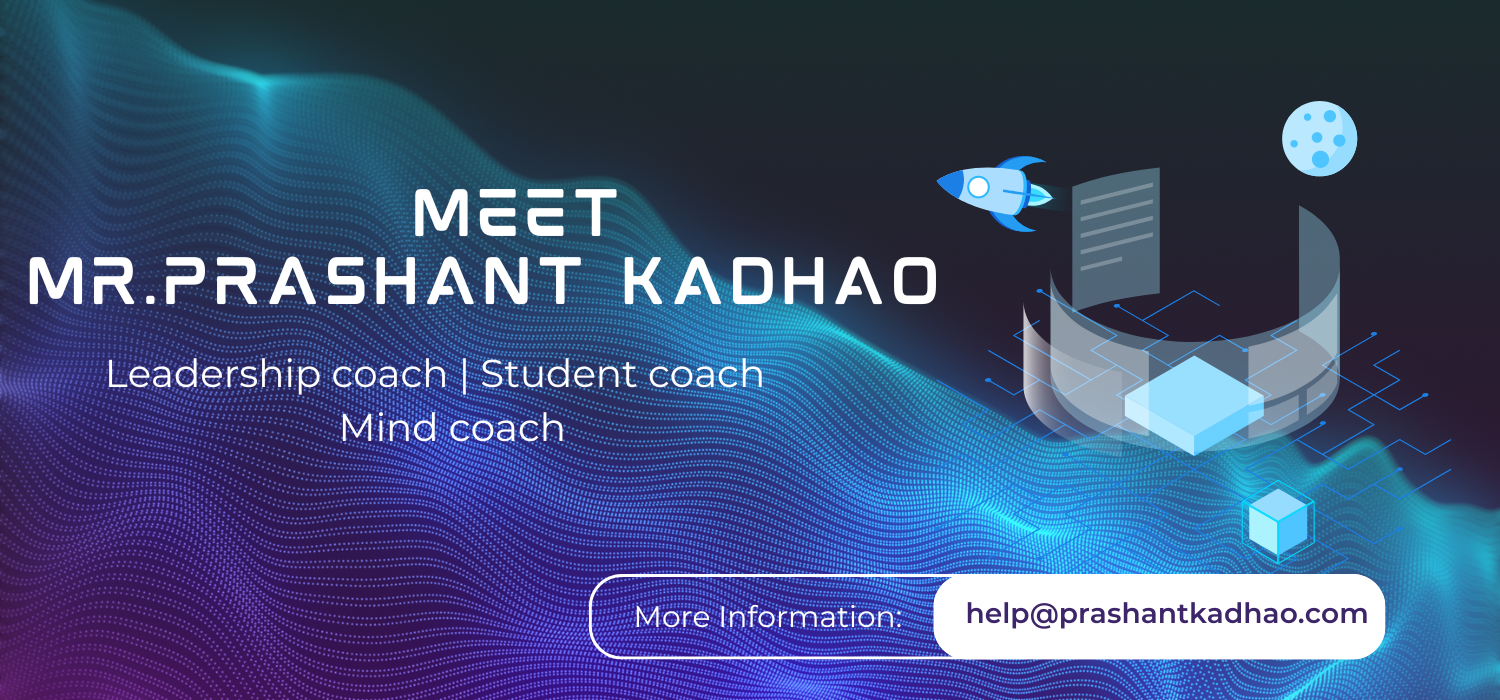 MEET
MR.PRASHANT KADHAO
Leadership coach | Student coach
Mind coach
More Information: help@prashantkadhao.com